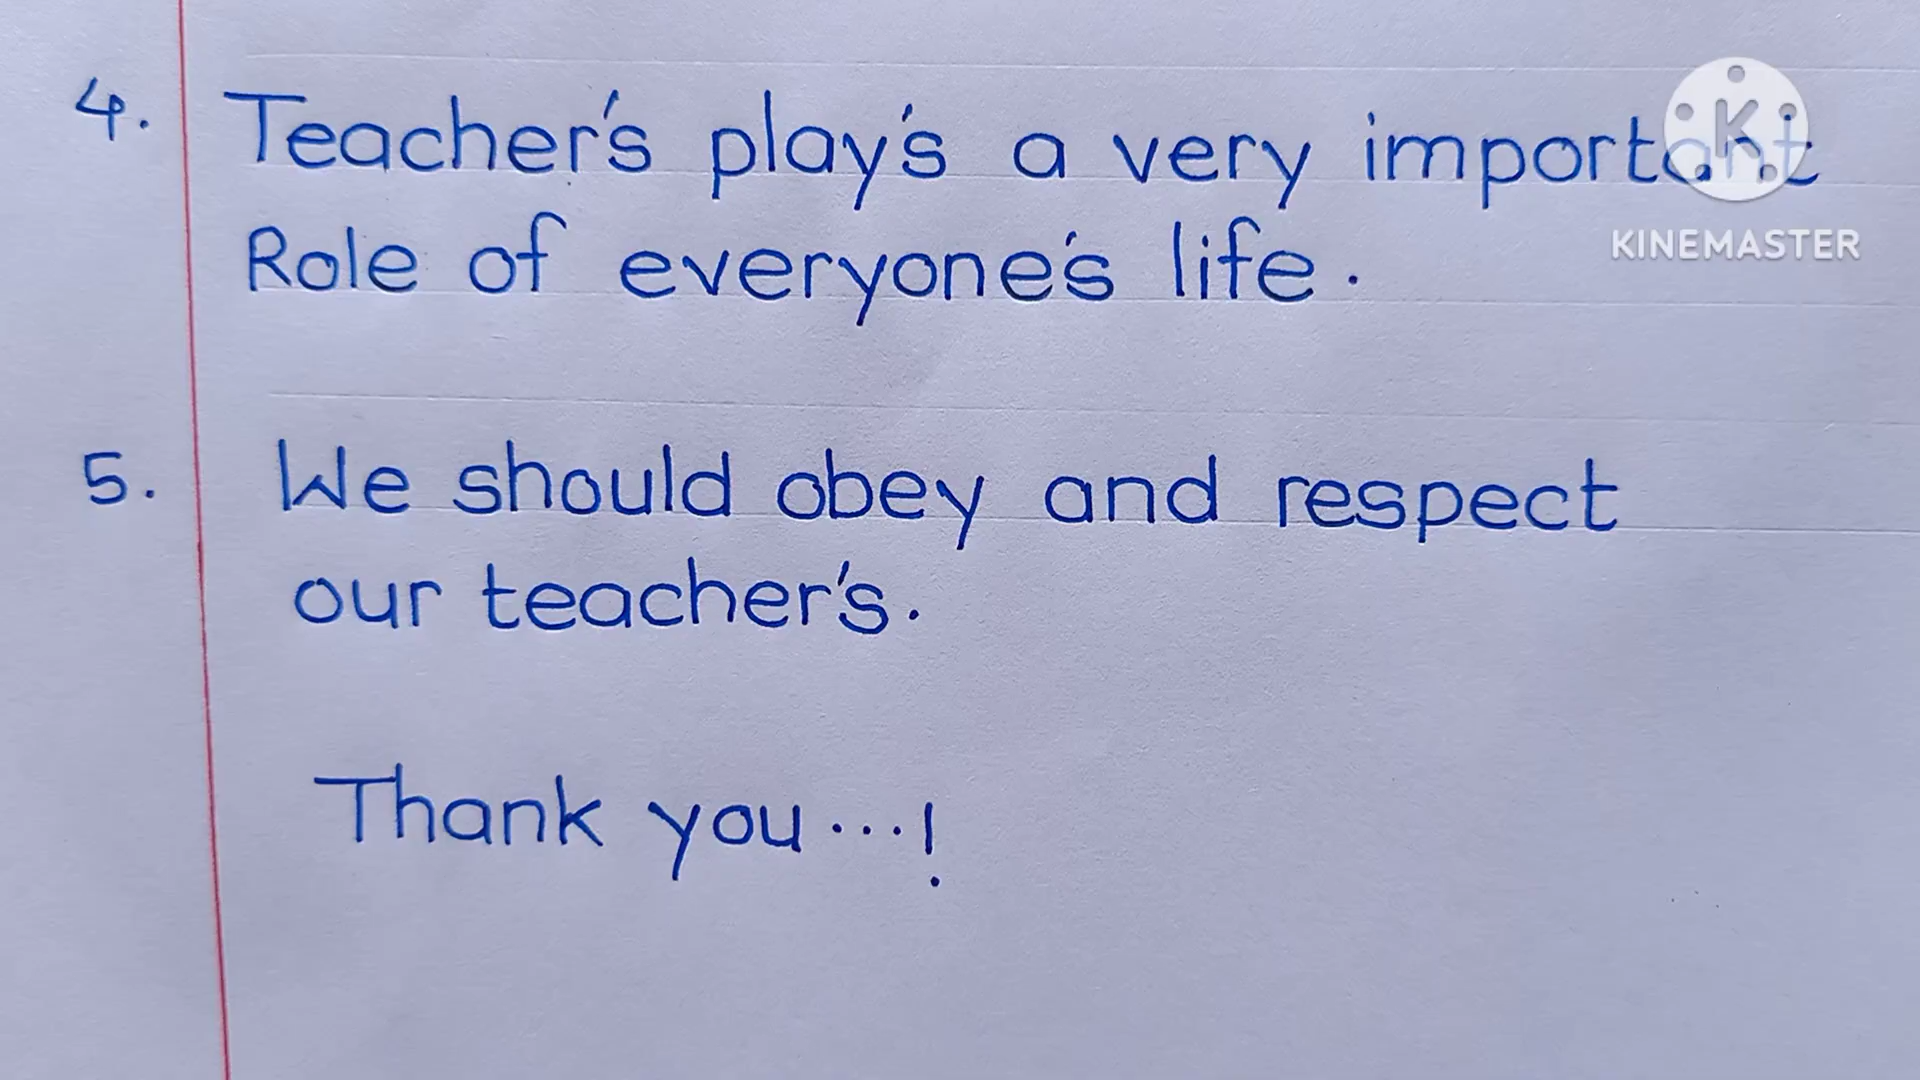 4. Teacher's play's a very important
Role of everyone's life.
5. We should obey and respect
our teacher's.
Thank you...!
K
KINEMASTER